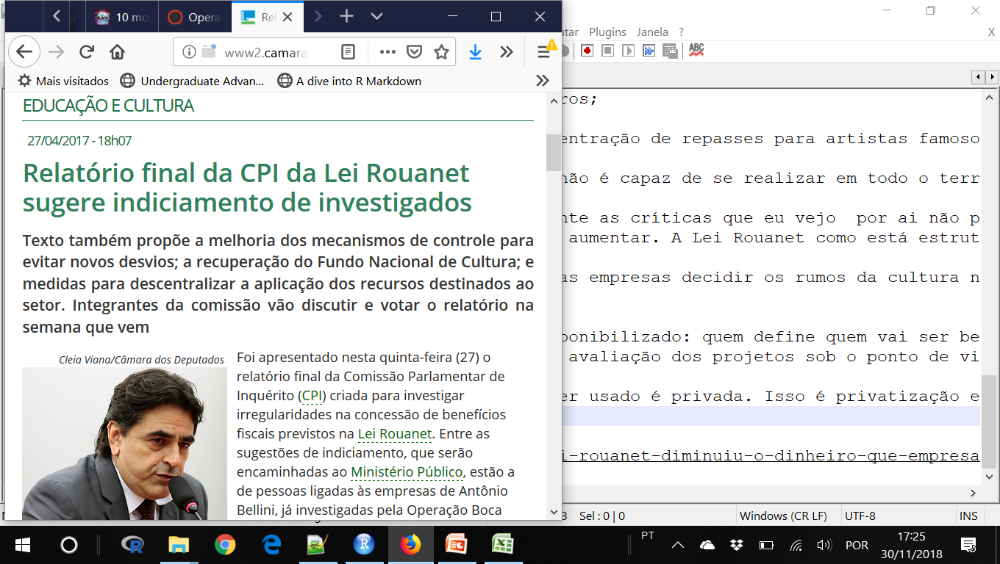 10 mo
Opera
Rel
utar Plugins Janela ?
X
www2.camara
ABC
Mais visitados
Undergraduate Advan...
A dive into R Markdown
EDUCAÇÃO E CULTURA
27/04/2017 - 18h07
Relatório final da CPI da Lei Rouanet
sugere indiciamento de investigados
Texto também propõe a melhoria dos mecanismos de controle para
evitar novos desvios; a recuperação do Fundo Nacional de Cultura; e
medidas para descentralizar a aplicação dos recursos destinados ao
setor. Integrantes da comissão vão discutir e votar o relatório na
semana que vem
Cleia Viana/Câmara dos Deputados
Foi apresentado nesta quinta-feira (27) o
relatório final da Comissão Parlamentar de
Inquérito (CPI) criada para investigar
irregularidades na concessão de benefícios
fiscais previstos na Lei Rouanet. Entre as
sugestões de indiciamento, que serão
encaminhadas ao Ministério Público, estão a
de pessoas ligadas às empresas de Antônio
Bellini, já investigadas pela Operação Boca
ros;
entração de repasses para artistas famoso
não é capaz de se realizar em todo o terr
nte as críticas que eu vejo  por ai não p
aumentar. A Lei Rouanet como está estrut
as empresas decidir os rumos da cultura n
ponibilizado: quem define quem vai ser be
avaliação dos projetos sob o ponto de vi
er usado é privada. Isso é privatização e
i-rouanet-diminuiu-o-dinheiro-que-empresa
3 Sel : 0 | 0
Windows (CR LF)
UTF-8
INS
PT
POR
17:25
30/11/2018